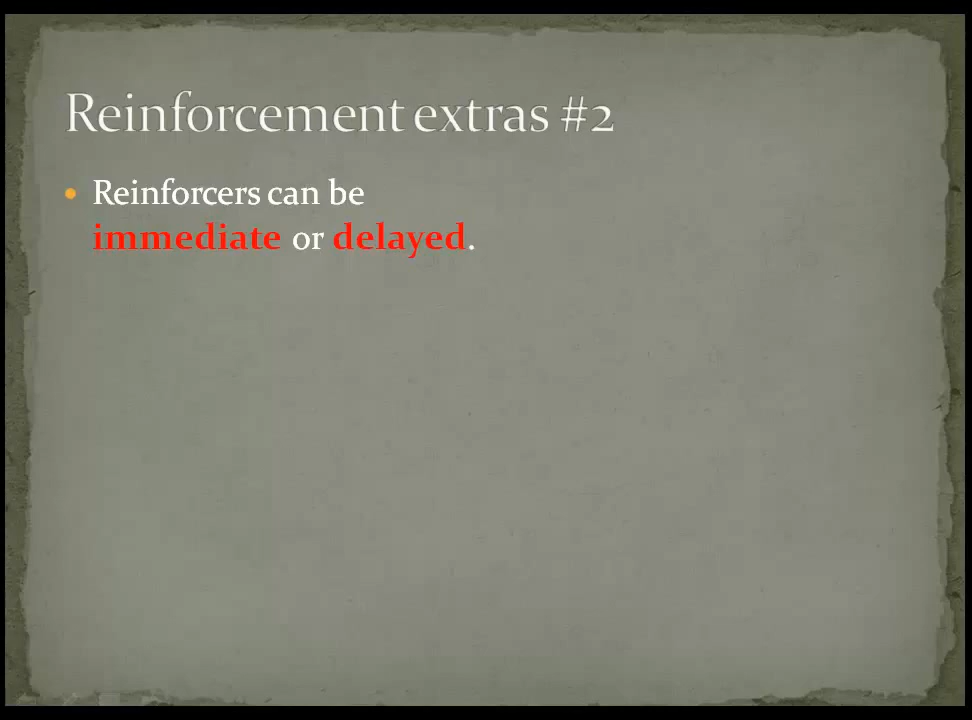 Reinforcement extras #2
Reinforcers can be
immediate or delayed.